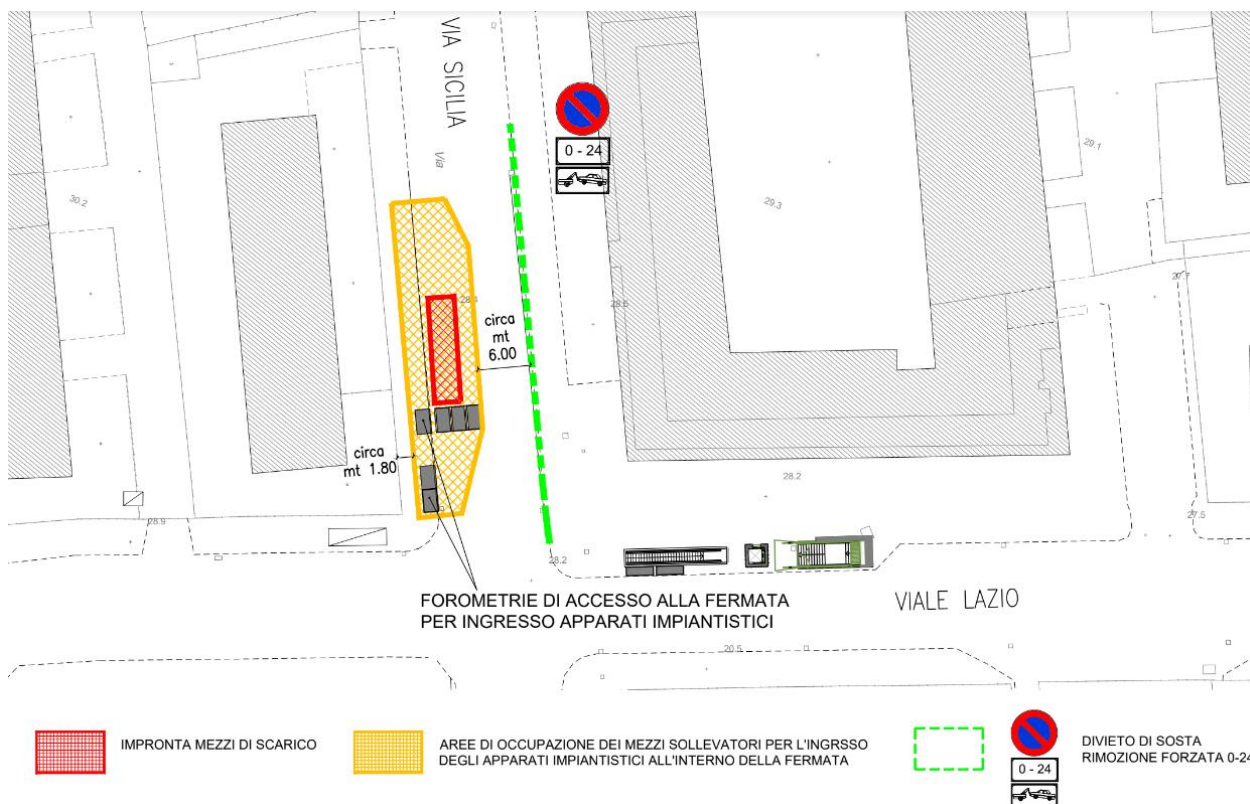 VIA SICILIA
Via
0 - 24
30.2
29.1
29.3
27.7
28.4
28.5
circa
mt
6.00
circa
mt 1.80
28.2
28.9
27.5
28.2
FOROMETRIE DI ACCESSO ALLA FERMATA
PER INGRESSO APPARATI IMPIANTISTICI
VIALE LAZIO
20.5
IMPRONTA MEZZI DI SCARICO
AREE DI OCCUPAZIONE DEI MEZZI SOLLEVATORI PER L'INGRSSO
DEGLI APPARATI IMPIANTISTICI ALL'INTERNO DELLA FERMATA
DIVIETO DI SOSTA
RIMOZIONE FORZATA 0-24
0 - 24